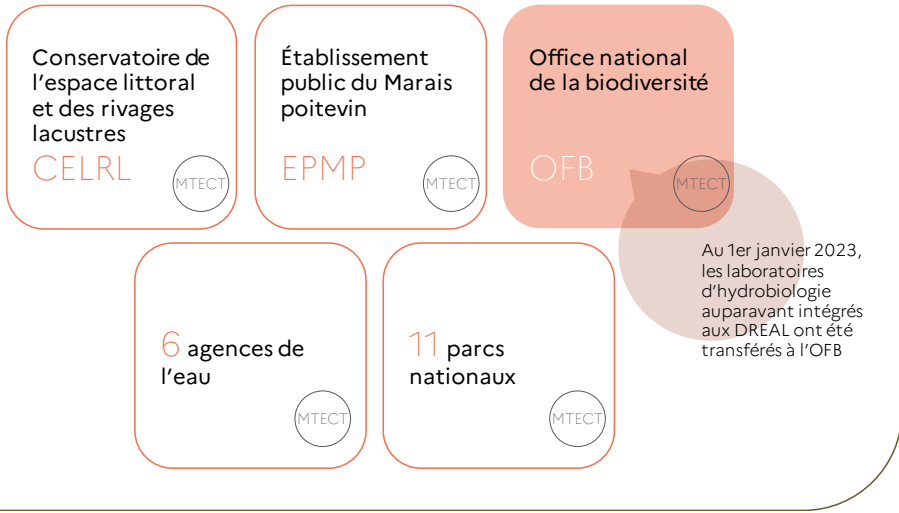 Conservatoire de
l'espace littoral
et des rivages
lacustres
CELRL
MTECT
Établissement
public du Marais
poitevin
EPMP
MTECT
Office national
de la biodiversité
OFB
MTECT
Au 1er janvier 2023,
les laboratoires
d'hydrobiologie
auparavant intégrés
aux DREAL ont été
transférés à l'OFB
6 agences de
l'eau
MTECT
11 parcs
nationaux
MTECT